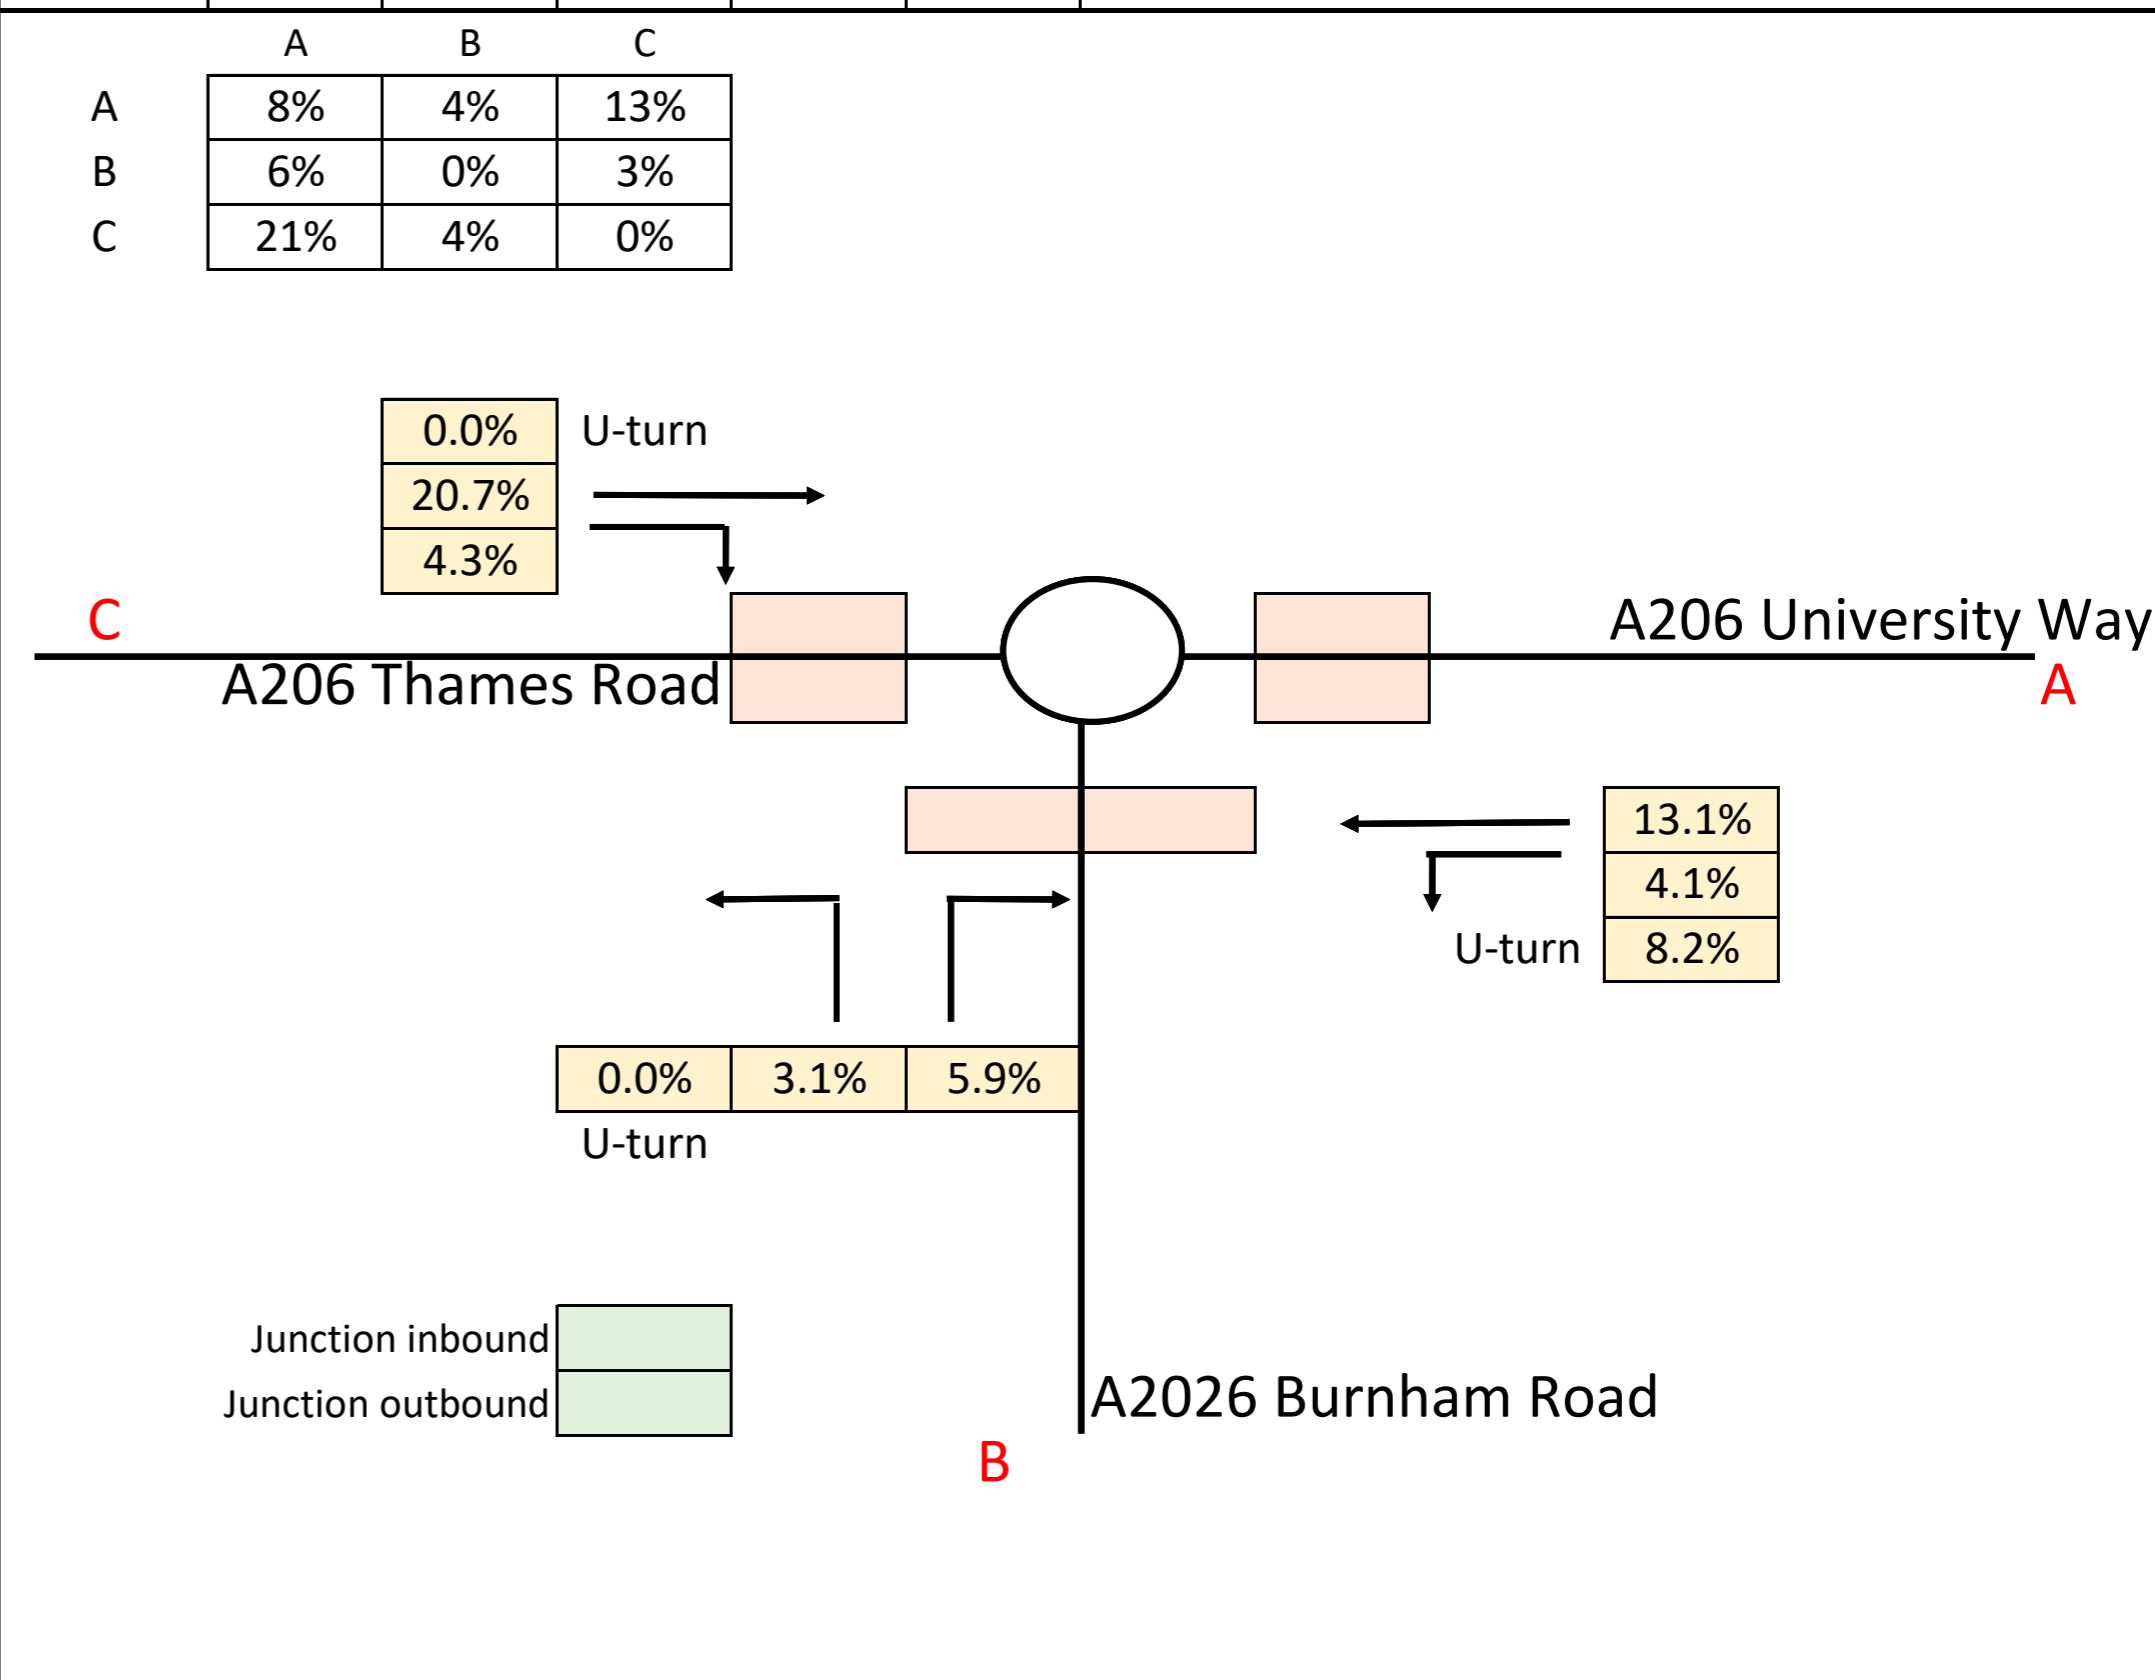 A B C
A 8% 4% 13%
B 6% 0% 3%
C 21% 4% 0%
0.0% U-turn
20.7%
4.3%
C
A206 University Way
A206 Thames Road
A
13.1%
4.1%
U-turn 8.2%
0.0% 3.1% 5.9%
U-turn
Junction inbound
Junction outbound
A2026 Burnham Road
B